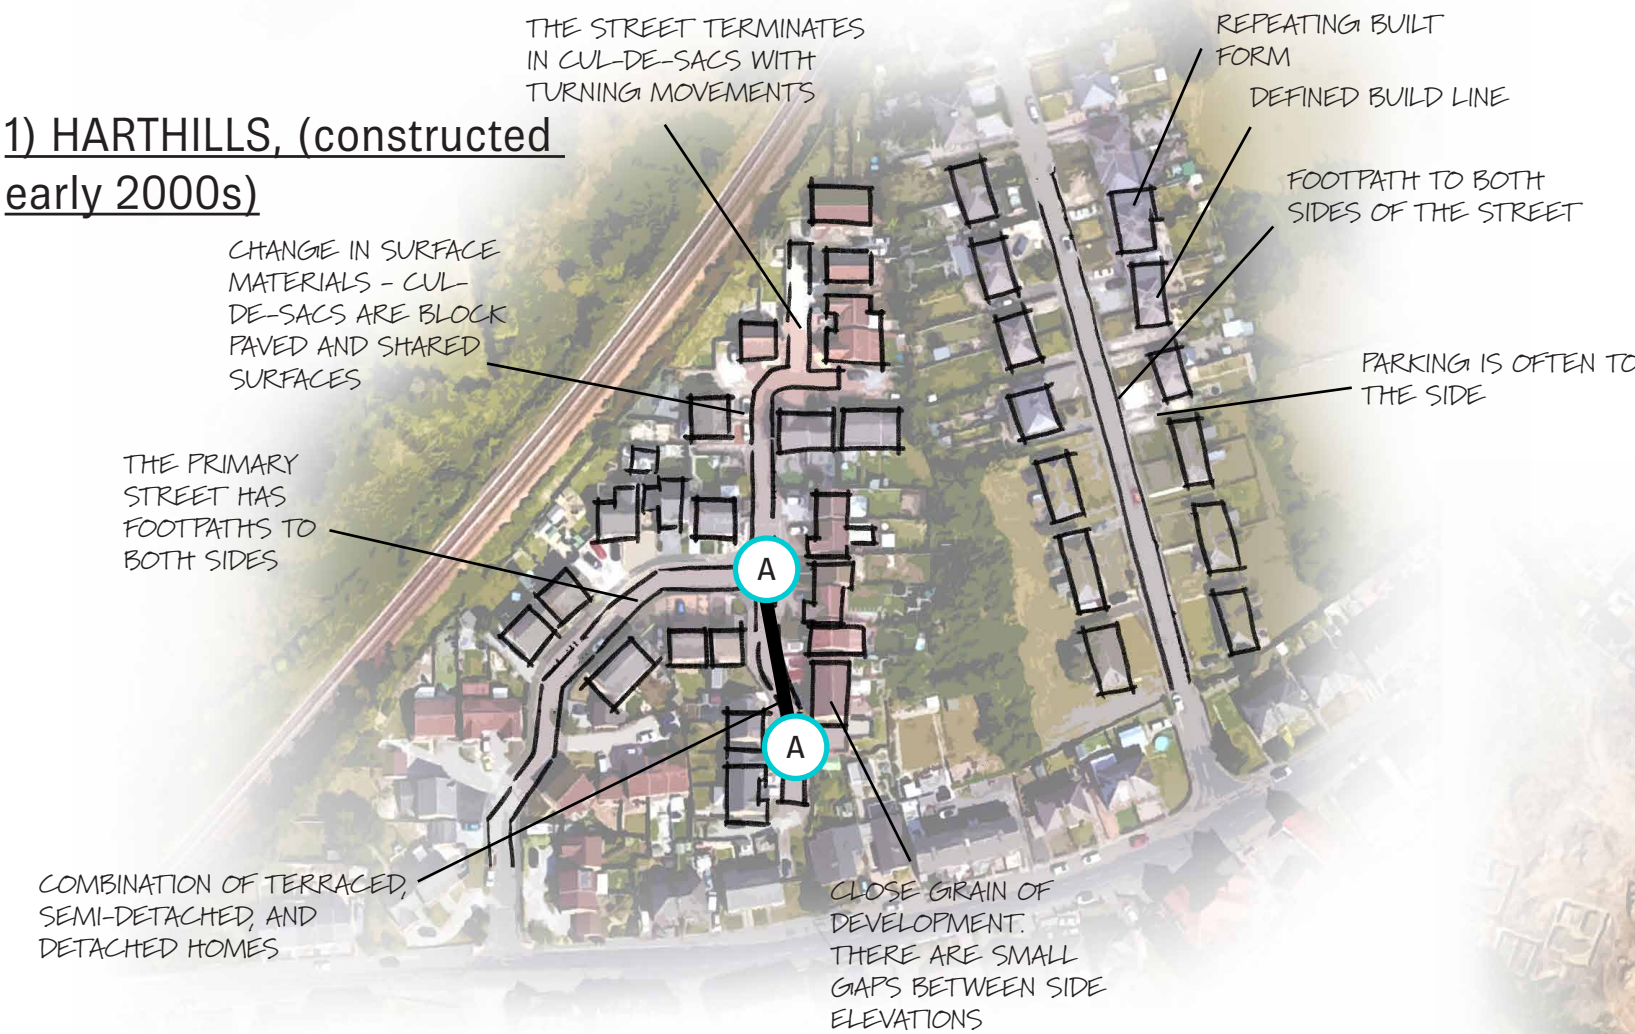 THE STREET TERMINATES
IN CUL-DE-SACS WITH
TURNING MOVEMENTS
REPEATING BUILT
FORM
DEFINED BUILD LINE
1) HARTHILLS, (constructed
early 2000s)
FOOTPATH TO BOTH
SIDES OF THE STREET
CHANGE IN SURFACE
MATERIALS - CUL-
DE-SACS ARE BLOCK
PAVED AND SHARED
SURFACES
PARKING IS OFTEN TO
THE SIDE
THE PRIMARY
STREET HAS
FOOTPATHS TO
BOTH SIDES
A
A
COMBINATION OF TERRACED,
SEMI-DETACHED, AND
DETACHED HOMES
CLOSE GRAIN OF
DEVELOPMENT.
THERE ARE SMALL
GAPS BETWEEN SIDE
ELEVATIONS